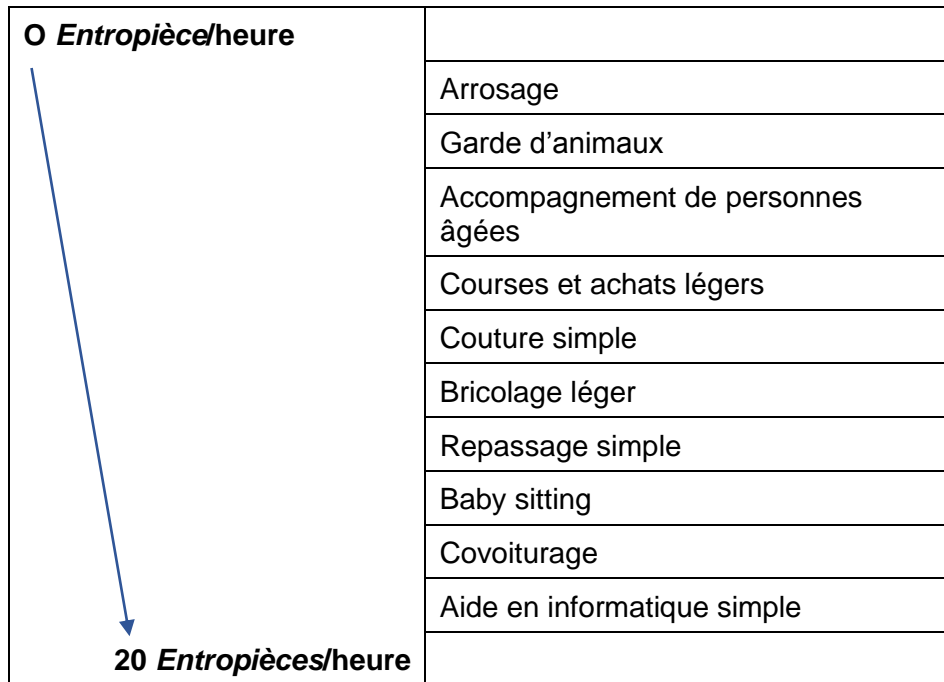 O Entropièce/heure
Arrosage
Garde d’animaux
Accompagnement de personnes
âgées
Courses et achats légers
Couture simple
Bricolage léger
Repassage simple
Baby sitting
Covoiturage
Aide en informatique simple
20 Entropièces/heure